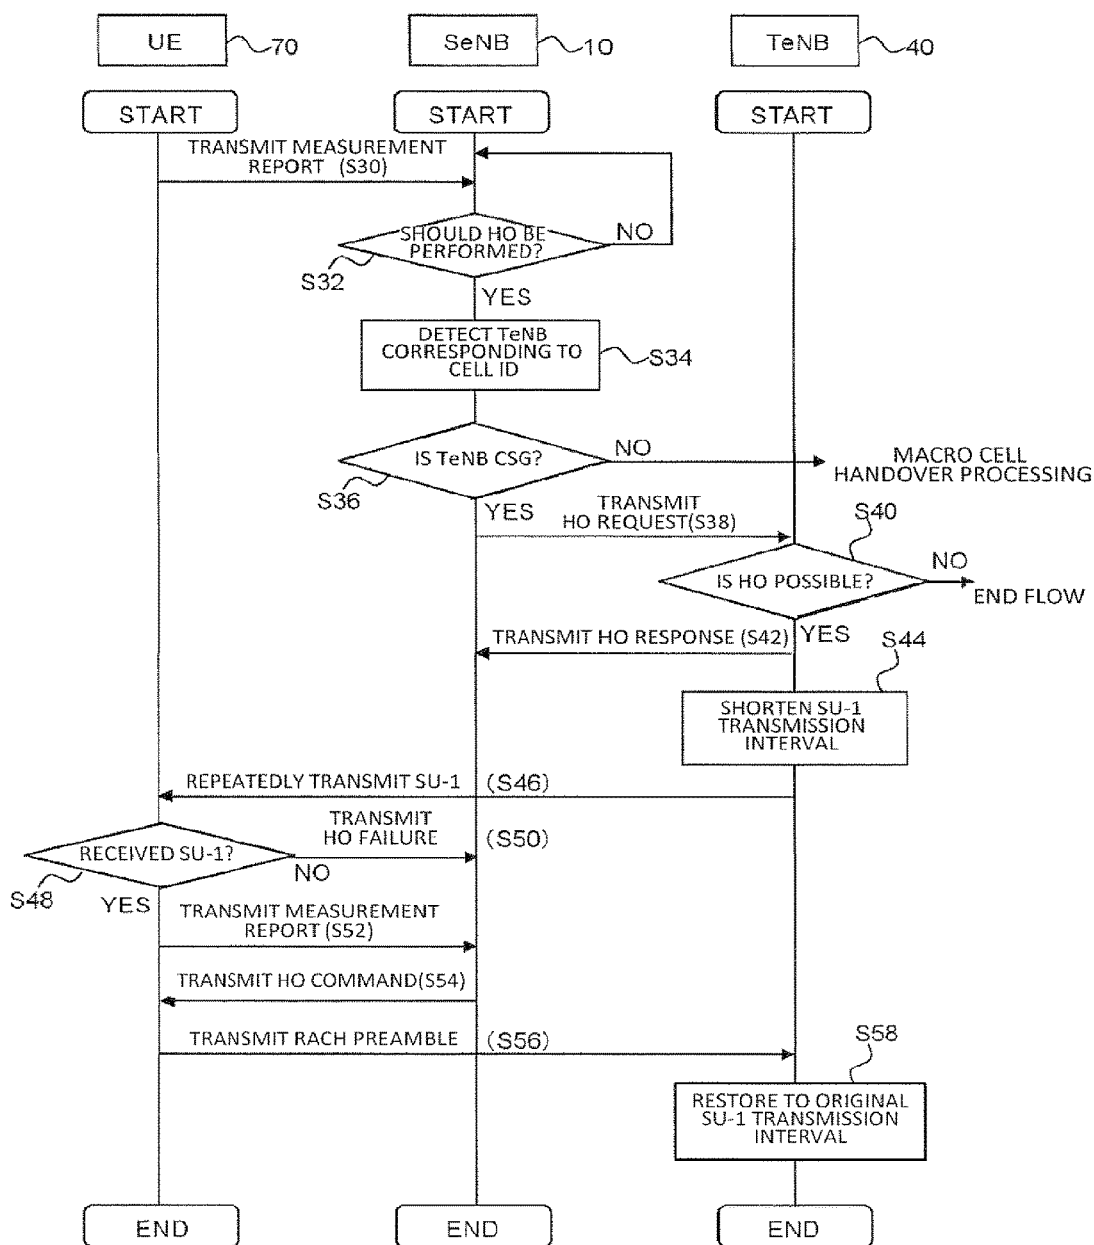 UE
70
SeNB
10
TeNB
40
START
START
START
TRANSMIT MEASUREMENT
REPORT (S30)
SHOULD HO BE
PERFORMED?
NO
S32
YES
DETECT TeNB
CORRESPONDING TO
CELL ID
S34
IS TeNB CSG?
NO
MACRO CELL
HANDOVER PROCESSING
S36
YES
TRANSMIT
HO REQUEST(S38)
S40
IS HO POSSIBLE?
NO
END FLOW
YES
TRANSMIT HO RESPONSE (S42)
S44
SHORTEN SU-1
TRANSMISSION
INTERVAL
REPEATEDLY TRANSMIT SU-1 (S46)
TRANSMIT
HO FAILURE (S50)
RECEIVED SU-1?
NO
S48
YES
TRANSMIT MEASUREMENT
REPORT (S52)
TRANSMIT HO COMMAND(S54)
TRANSMIT RACH PREAMBLE (S56)
S58
RESTORE TO ORIGINAL
SU-1 TRANSMISSION
INTERVAL
END
END
END